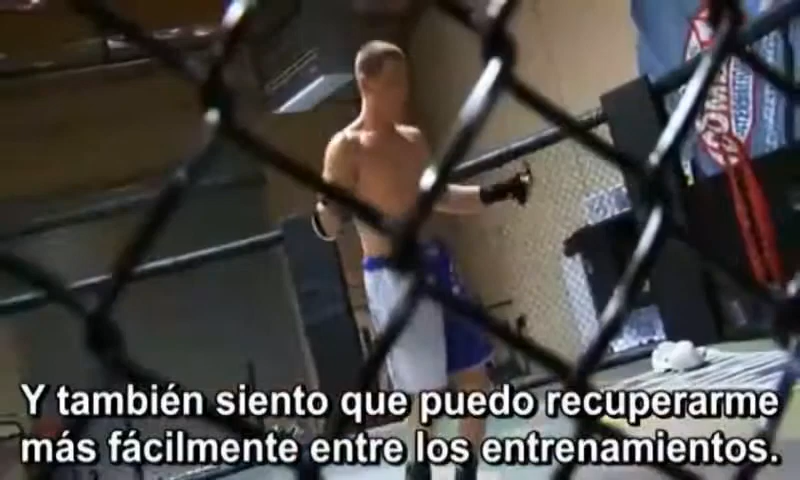 Y también siento que puedo recuperarme
más fácilmente entre los entrenamientos.